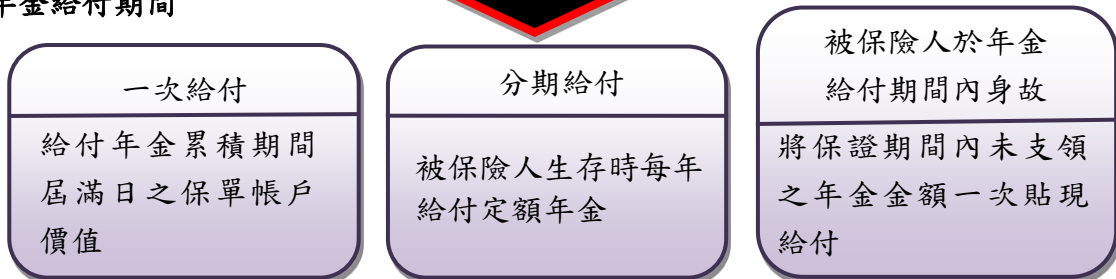 年金給付期間
一次給付
給付年金累積期間
屆滿日之保單帳戶
價值
分期給付
被保險人生存時每年
給付定額年金
被保險人於年金
給付期間內身故
將保證期間內未支領
之年金金額一次貼現
給付